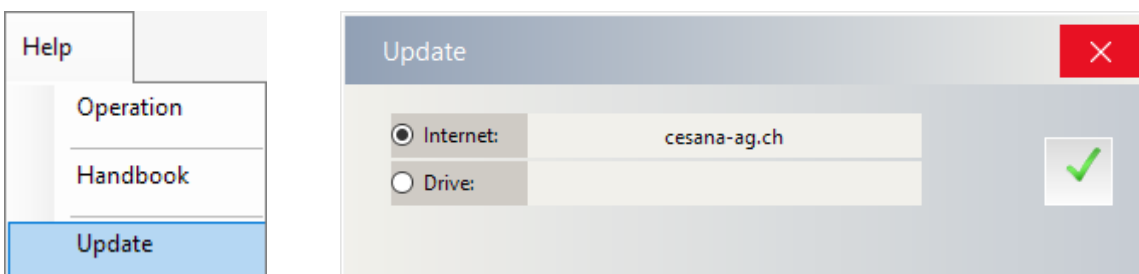 Help
Operation
Handbook
Update
Update
Internet: cesana-ag.ch
Drive: